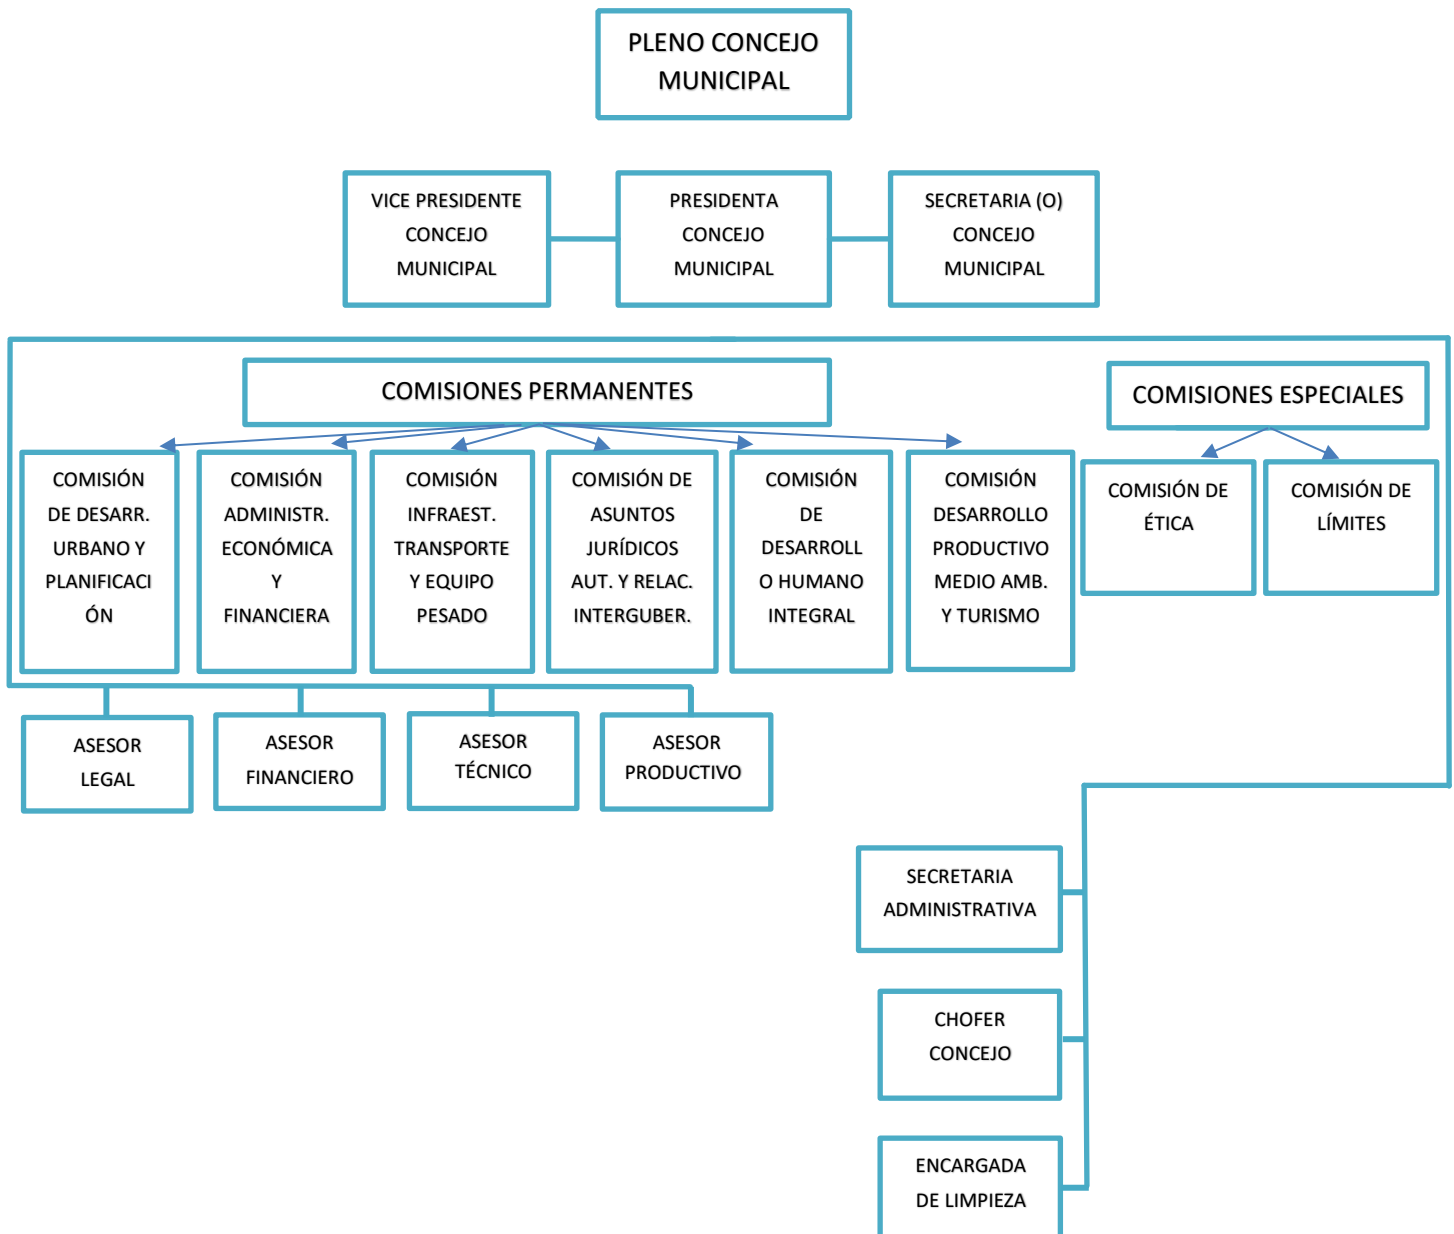 PLENO CONCEJO
MUNICIPAL
VICE PRESIDENTE
CONCEJO
MUNICIPAL
PRESIDENTA
CONCEJO
MUNICIPAL
SECRETARIA (O)
CONCEJO
MUNICIPAL
COMISIONES PERMANENTES
COMISIONES ESPECIALES
COMISIÓN
DE DESARR.
URBANO Y
PLANIFICACI
ÓN
COMISIÓN
ADMINISTR.
ECONÓMICA
Y
FINANCIERA
COMISIÓN
INFRAEST.
TRANSPORTE
Y EQUIPO
PESADO
COMISIÓN DE
ASUNTOS
JURÍDICOS
AUT. Y RELAC.
INTERGUBER.
COMISIÓN
DE
DESARROLL
O HUMANO
INTEGRAL
COMISIÓN
DESARROLLO
PRODUCTIVO
MEDIO AMB.
Y TURISMO
COMISIÓN DE
ÉTICA
COMISIÓN DE
LÍMITES
ASESOR
LEGAL
ASESOR
FINANCIERO
ASESOR
TÉCNICO
ASESOR
PRODUCTIVO
SECRETARIA
ADMINISTRATIVA
CHOFER
CONCEJO
ENCARGADA
DE LIMPIEZA